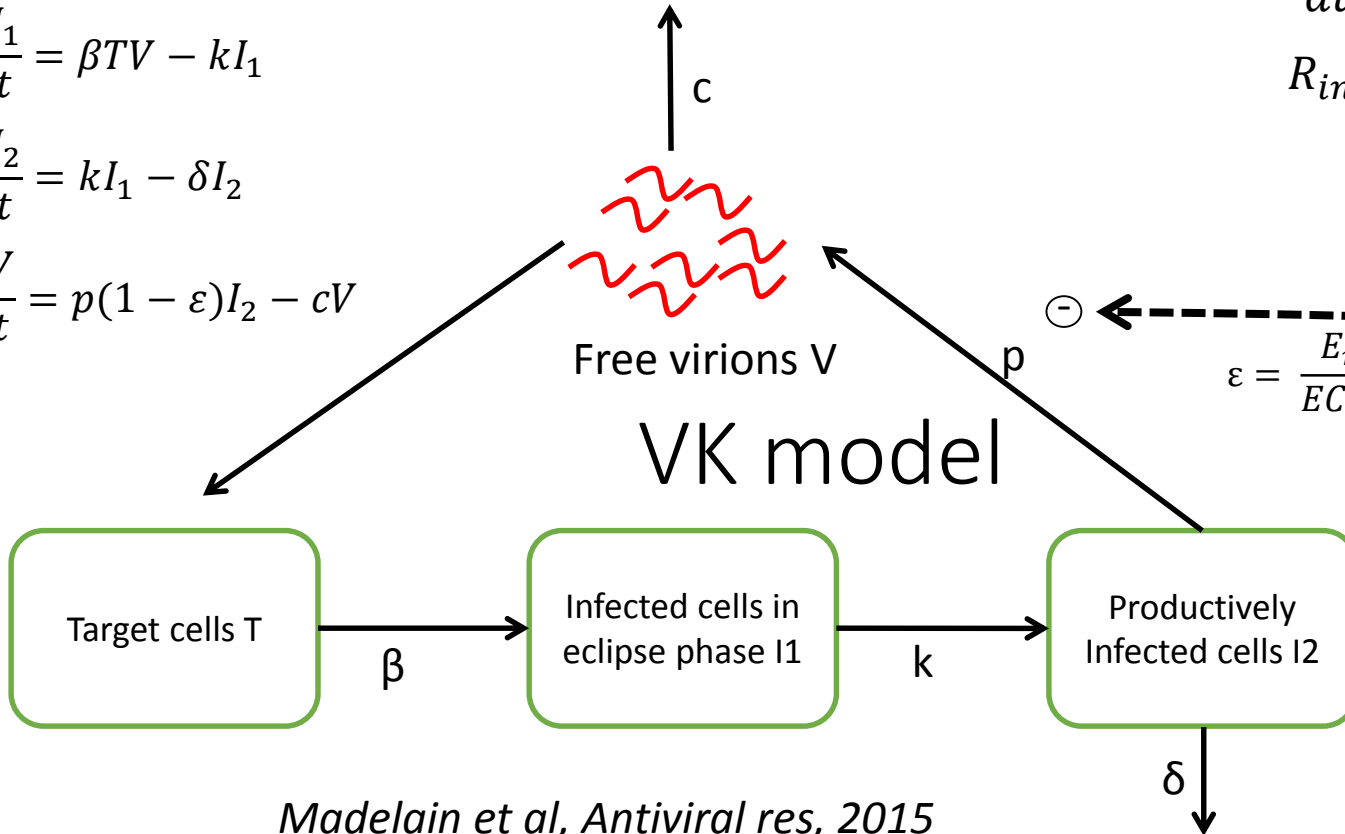 = βTV − kI₁
= kI₁ − δI₂
= p(1 − ε)I₂ − cV
c
Free virions V
-
p
ε =
VK model
Target cells T
β
Infected cells in
eclipse phase I1
k
Productively
Infected cells I2
δ
Madelain et al, Antiviral res, 2015